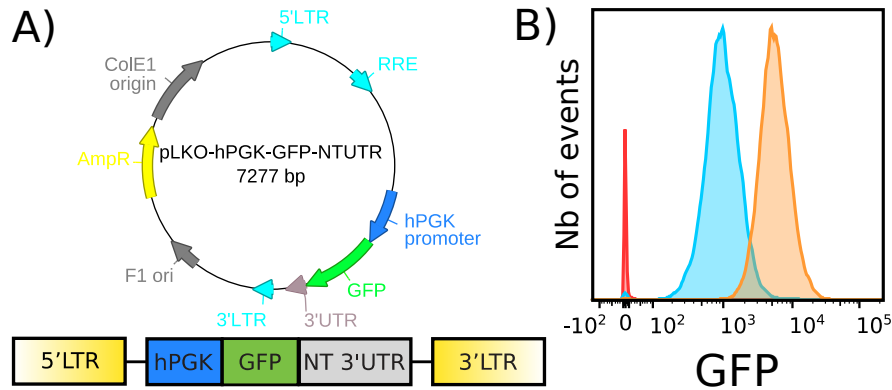 A)
5'LTR
ColE1
origin
RRE
AmpR
pLKO-hPGK-GFP-NTUTR
7277 bp
hPGK
promoter
F1 ori
GFP
3'LTR
3'UTR
5'LTR
hPGK
GFP
NT 3'UTR
3'LTR
B)
Nb of events
-10² 0 10² 10³ 10⁴ 10⁵
GFP